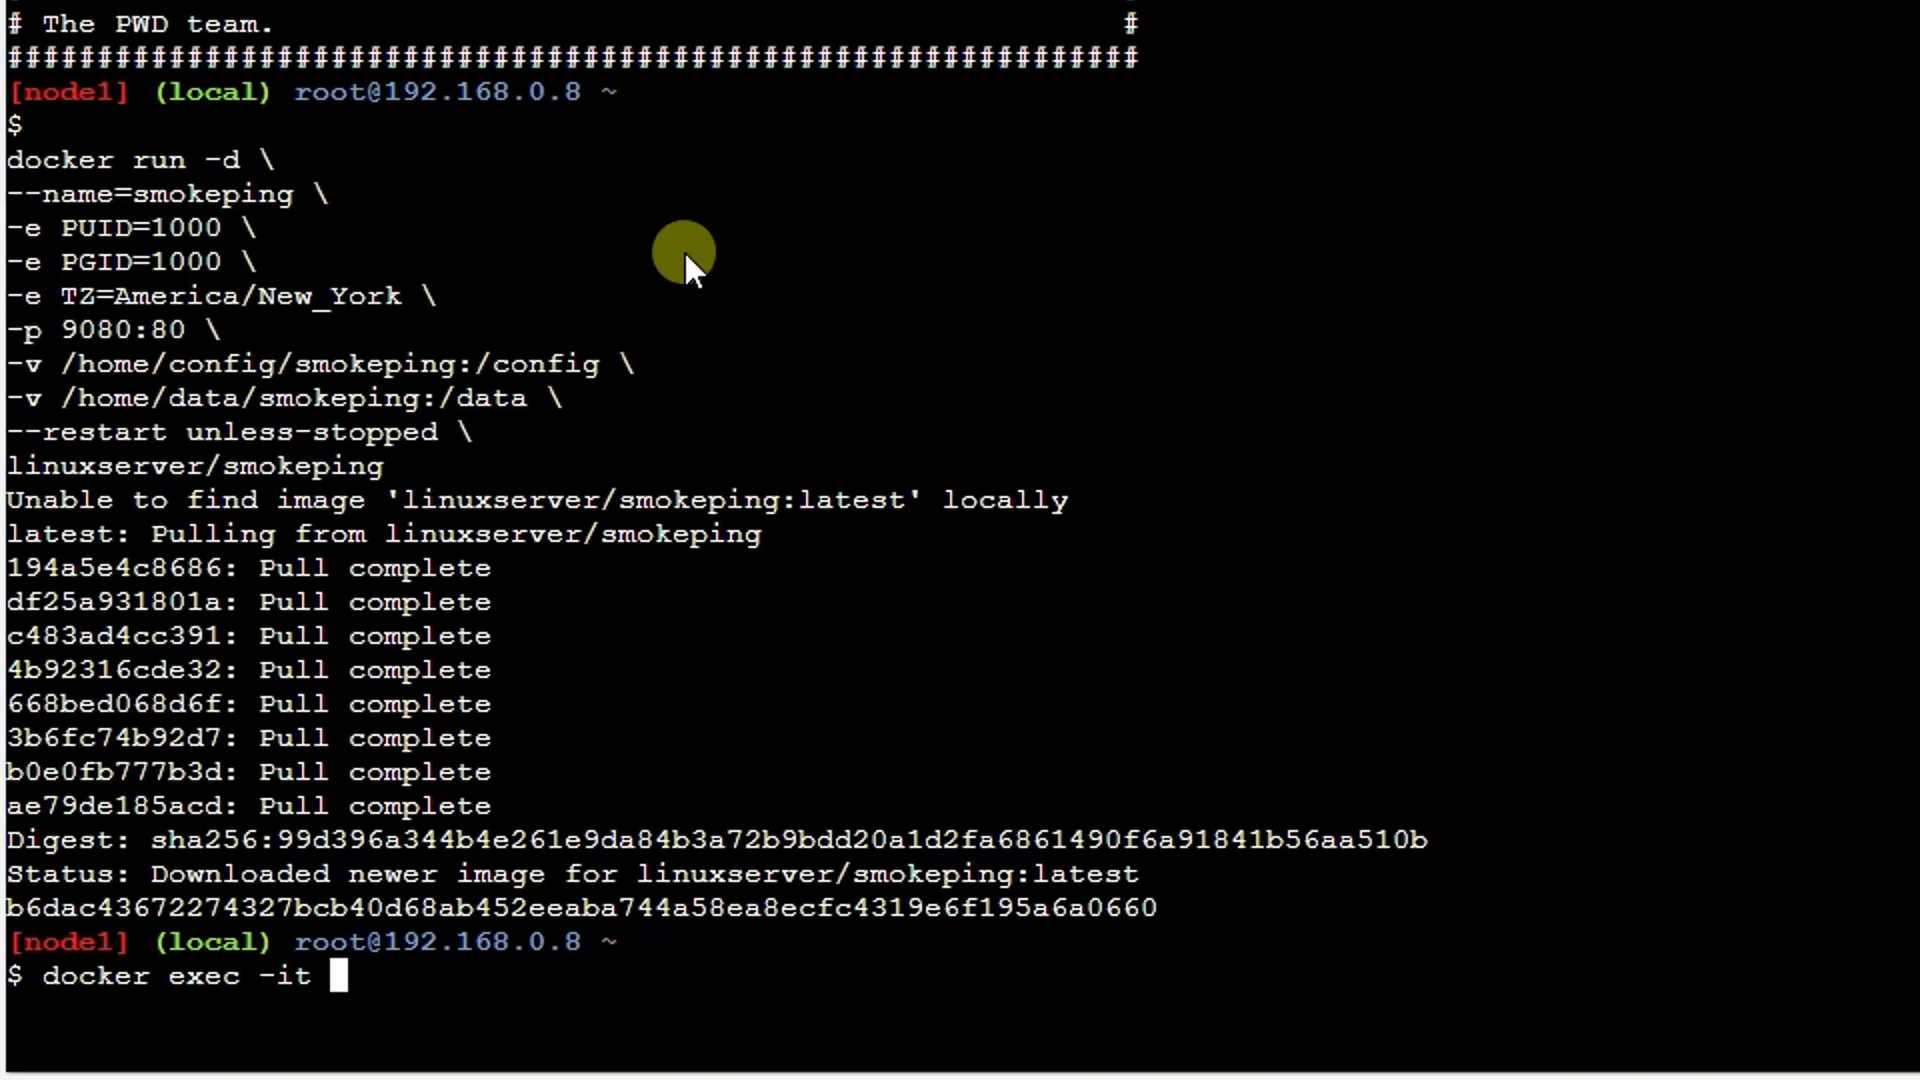 # The PWD team. #
###############################################################
[node1] (local) root@192.168.0.8 ~
$
docker run -d \
--name=smokeping \
-e PUID=1000 \
-e PGID=1000 \
-e TZ=America/New_York \
-p 9080:80 \
-v /home/config/smokeping:/config \
-v /home/data/smokeping:/data \
--restart unless-stopped \
linuxserver/smokeping
Unable to find image 'linuxserver/smokeping:latest' locally
latest: Pulling from linuxserver/smokeping
194a5e4c8686: Pull complete
df25a931801a: Pull complete
c483ad4cc391: Pull complete
4b92316cde32: Pull complete
668bed068d6f: Pull complete
3b6fc74b92d7: Pull complete
b0e0fb777b3d: Pull complete
ae79de185acd: Pull complete
Digest: sha256:99d396a344b4e261e9da84b3a72b9bdd20a1d2fa6861490f6a91841b56aa510b
Status: Downloaded newer image for linuxserver/smokeping:latest
b6dac43672274327bcb40d68ab452eeaba744a58ea8ecfc4319e6f195a6a0660
[node1] (local) root@192.168.0.8 ~
$ docker exec -it